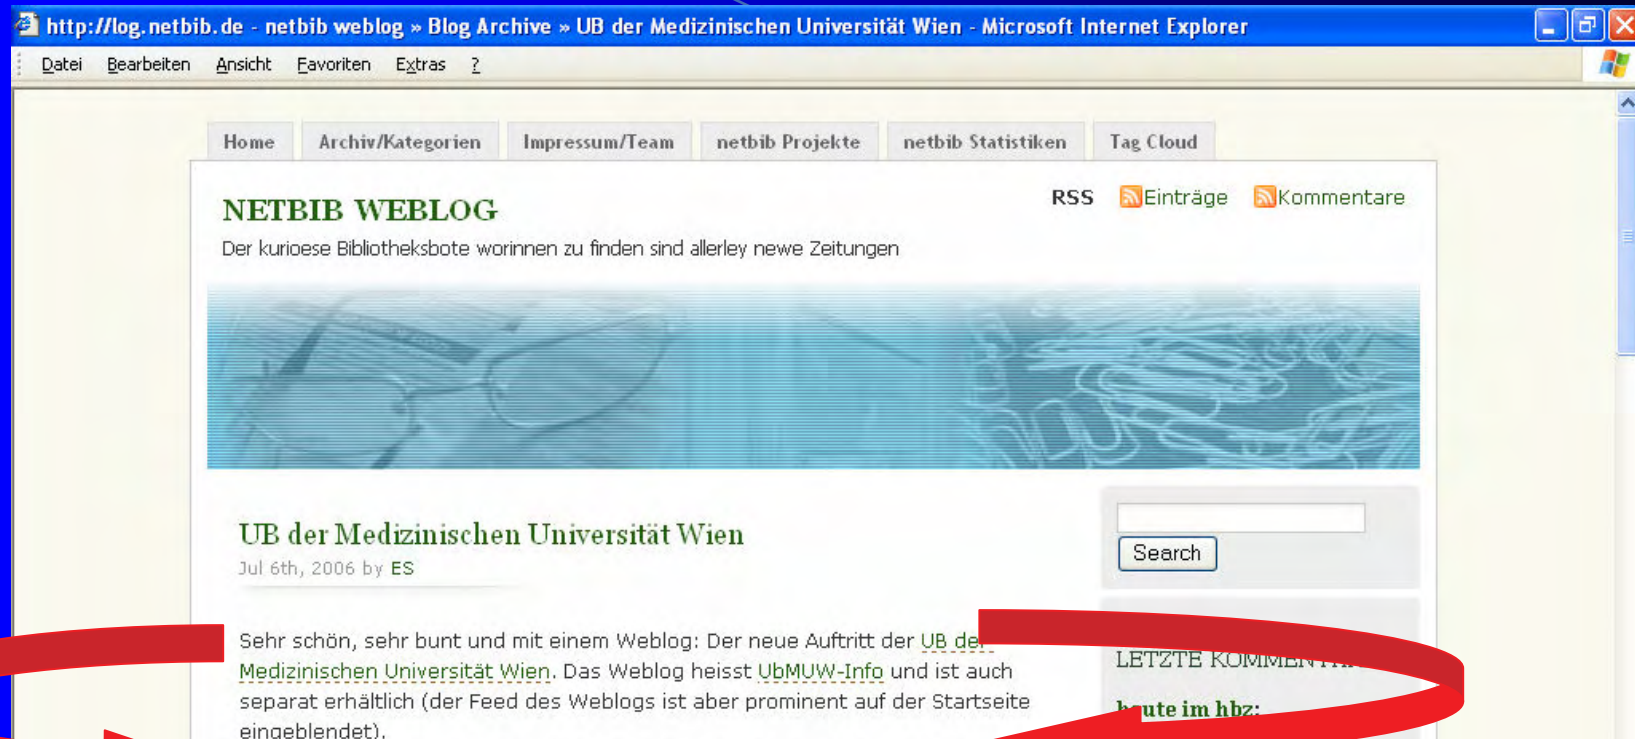 http://log.netbib.de - netbib weblog » Blog Archive » UB der Medizinischen Universität Wien - Microsoft Internet Explorer
Datei Bearbeiten Ansicht Favoriten Extras ?
Home Archiv/Kategorien Impressum/Team netbib Projekte netbib Statistiken Tag Cloud
RSS Einträge Kommentare
NETBIB WEBLOG
Der kurioese Bibliotheksbote worinnen zu finden sind allerley newe Zeitungen
UB der Medizinischen Universität Wien
Jul 6th, 2006 by ES
Sehr schön, sehr bunt und mit einem Weblog: Der neue Auftritt der UB der
Medizinischen Universität Wien. Das Weblog heisst UbMUW-Info und ist auch
separat erhältlich (der Feed des Weblogs ist aber prominent auf der Startseite
eingeblendet).
Search
LETZTE
heute im hbz: